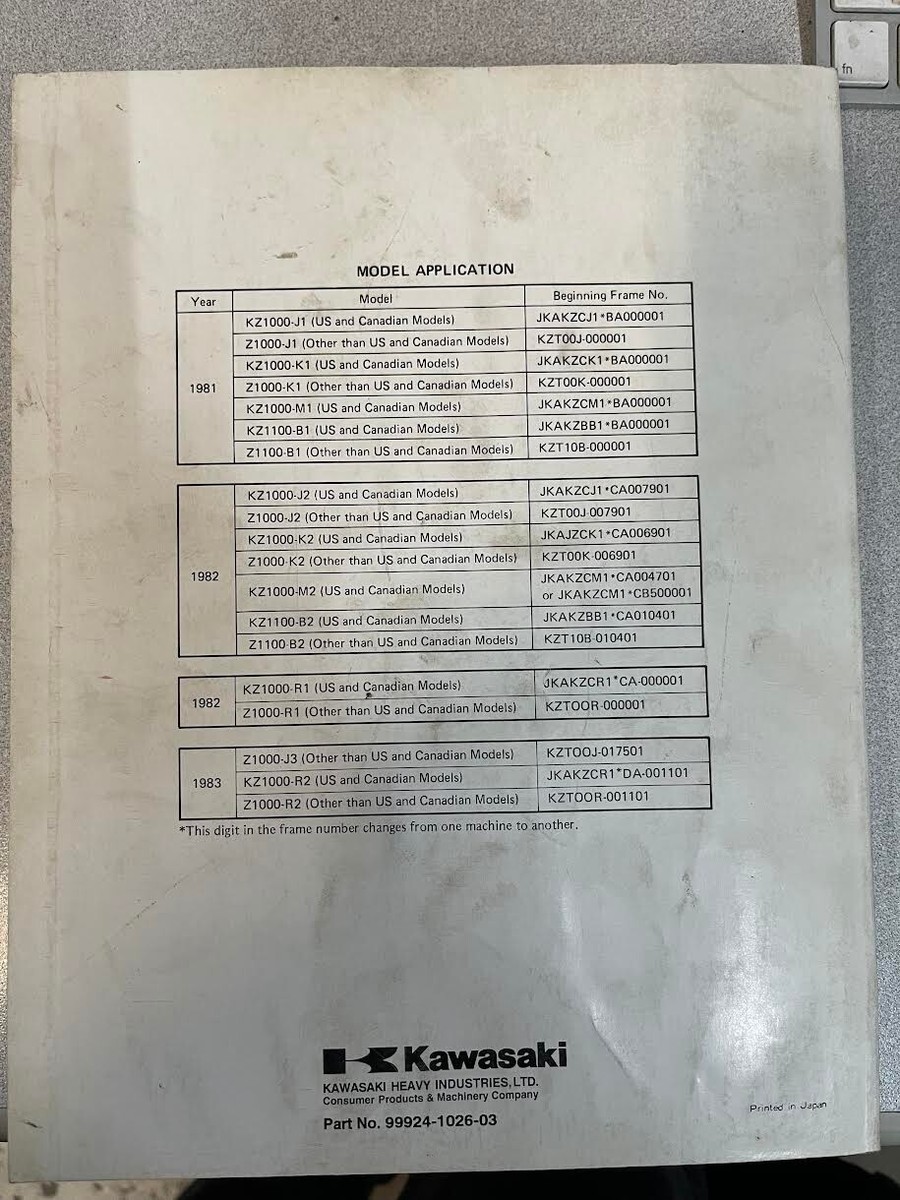 fn
MODEL APPLICATION
Year Model Beginning Frame No.
1981
KZ1000-J1 (US and Canadian Models) JKAKZCJ1*BA000001
Z1000-J1 (Other than US and Canadian Models) KZT00J-000001
KZ1000-K1 (US and Canadian Models) JKAKZCK1*BA000001
Z1000-K1 (Other than US and Canadian Models) KZT00K-000001
KZ1000-M1 (US and Canadian Models) JKAKZCM1*BA000001
KZ1100-B1 (US and Canadian Models) JKAKZBB1*BA000001
Z1100-B1 (Other than US and Canadian Models) KZT10B-000001
1982
KZ1000-J2 (US and Canadian Models) JKAKZCJ1*CA007901
Z1000-J2 (Other than US and Canadian Models) KZT00J-007901
KZ1000-K2 (US and Canadian Models) JKAJZCK1*CA006901
Z1000-K2 (Other than US and Canadian Models) KZT00K-006901
KZ1000-M2 (US and Canadian Models) JKAKZCM1*CA004701
or JKAKZCM1*CB500001
KZ1100-B2 (US and Canadian Models) JKAKZBB1*CA010401
Z1100-B2 (Other than US and Canadian Models) KZT10B-010401
1982
KZ1000-R1 (US and Canadian Models) JKAKZCR1*CA-000001
Z1000-R1 (Other than US and Canadian Models) KZTOOR-000001
1983
Z1000-J3 (Other than US and Canadian Models) KZTOOJ-017501
KZ1000-R2 (US and Canadian Models) JKAKZCR1*DA-001101
Z1000-R2 (Other than US and Canadian Models) KZTOOR-001101
*This digit in the frame number changes from one machine to another.
Kawasaki
KAWASAKI HEAVY INDUSTRIES, LTD.
Consumer Products & Machinery Company
Part No. 99924-1026-03
Printed in Japan